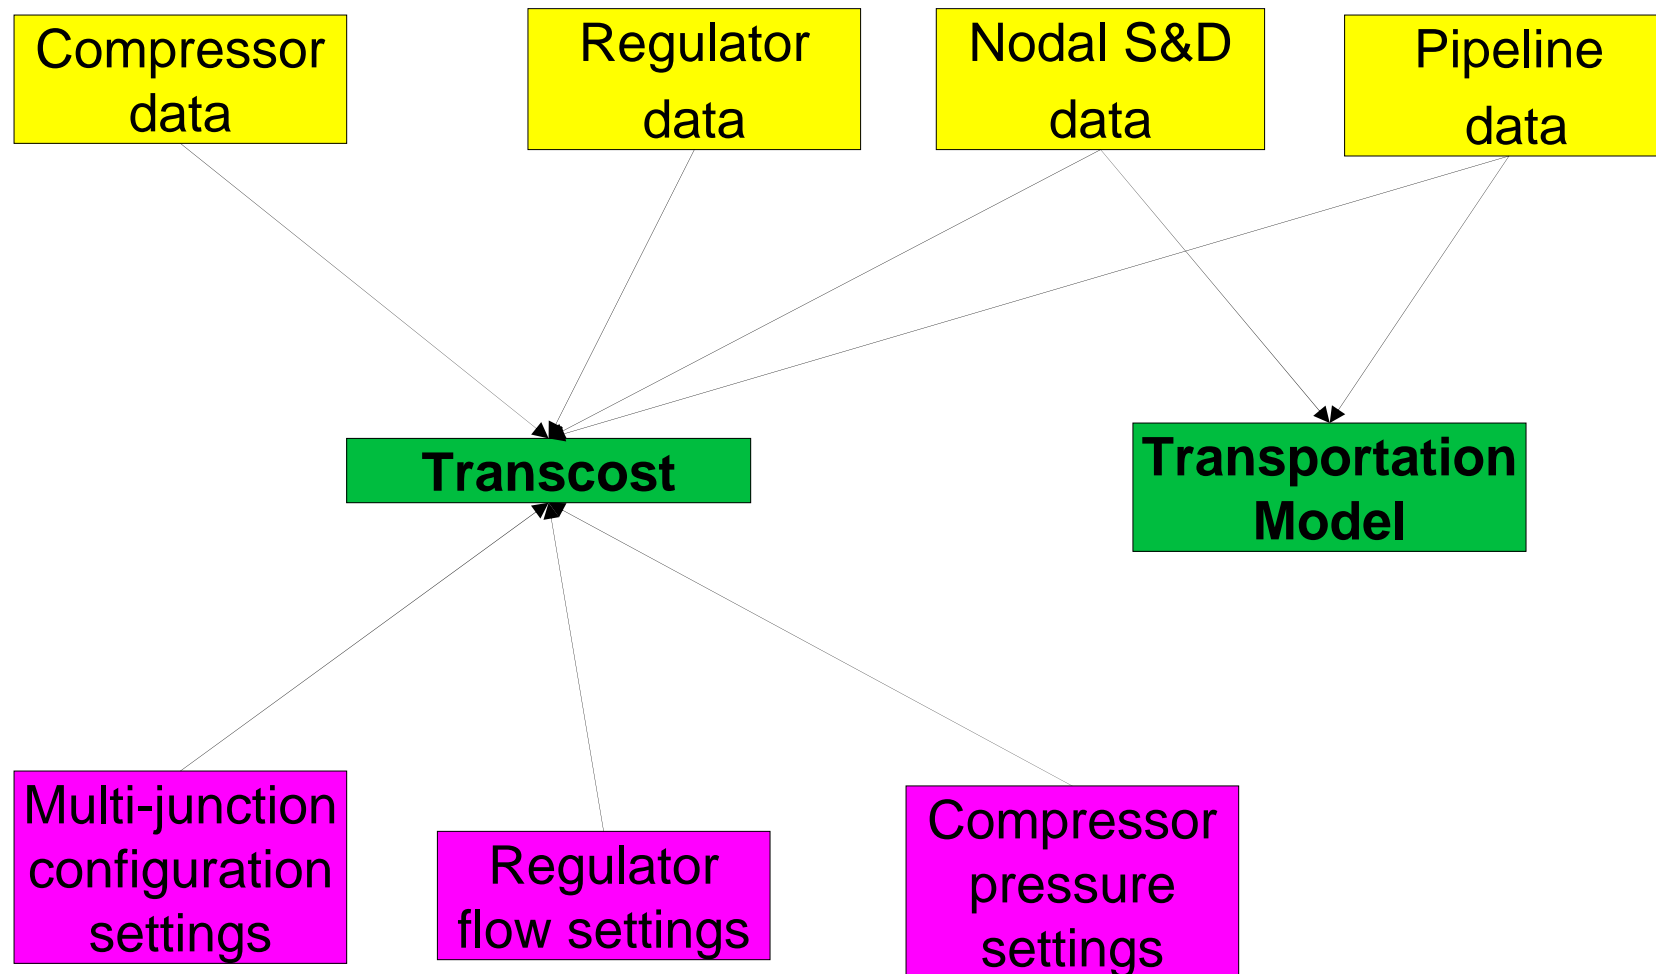 Compressor
data
Regulator
data
Nodal S&D
data
Pipeline
data
Transcost
Transportation
Model
Multi-junction
configuration
settings
Regulator
flow settings
Compressor
pressure
settings